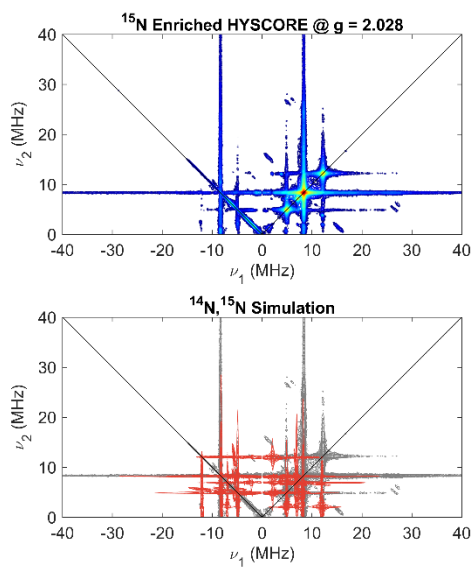 ¹⁵N Enriched HYSCORE @ g = 2.028
40
30
20
10
0
ν₂ (MHz)
-40 -30 -20 -10 0 10 20 30 40
ν₁ (MHz)
¹⁴N,¹⁵N Simulation
40
30
20
10
0
ν₂ (MHz)
-40 -30 -20 -10 0 10 20 30 40
ν₁ (MHz)